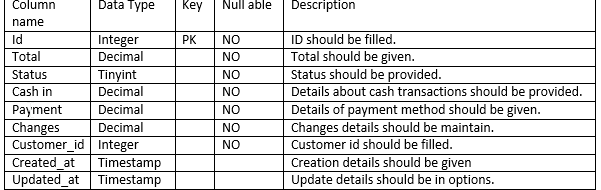 Column name Data Type Key Null able Description
Id Integer PK NO ID should be filled.
Total Decimal NO Total should be given.
Status Tinyint NO Status should be provided.
Cash in Decimal NO Details about cash transactions should be provided.
Payment Decimal NO Details of payment method should be given.
Changes Decimal NO Changes details should be maintain.
Customer_id Integer NO Customer id should be filled.
Created_at Timestamp Creation details should be given
Updated_at Timestamp Update details should be in options.